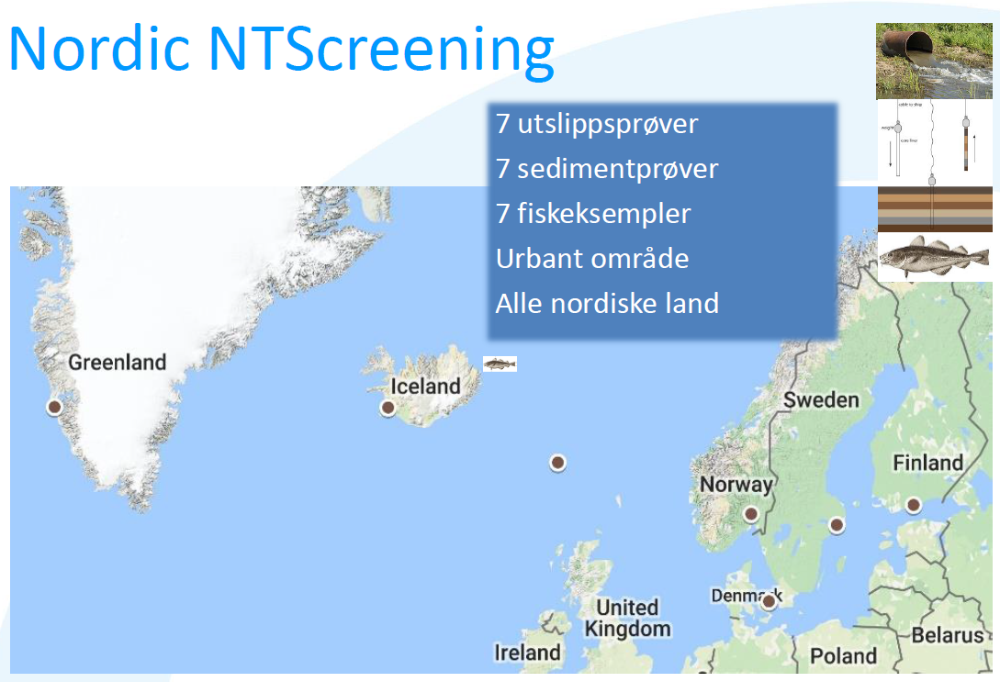 Nordic NTScreening
7 utslippsprøver
7 sedimentprøver
7 fiskeksempler
Urbant område
Alle nordiske land
cable to ship
weight
core liner
Greenland
Iceland
Sweden
Finland
Norway
Denmark
United
Kingdom
Ireland
Belarus
Poland